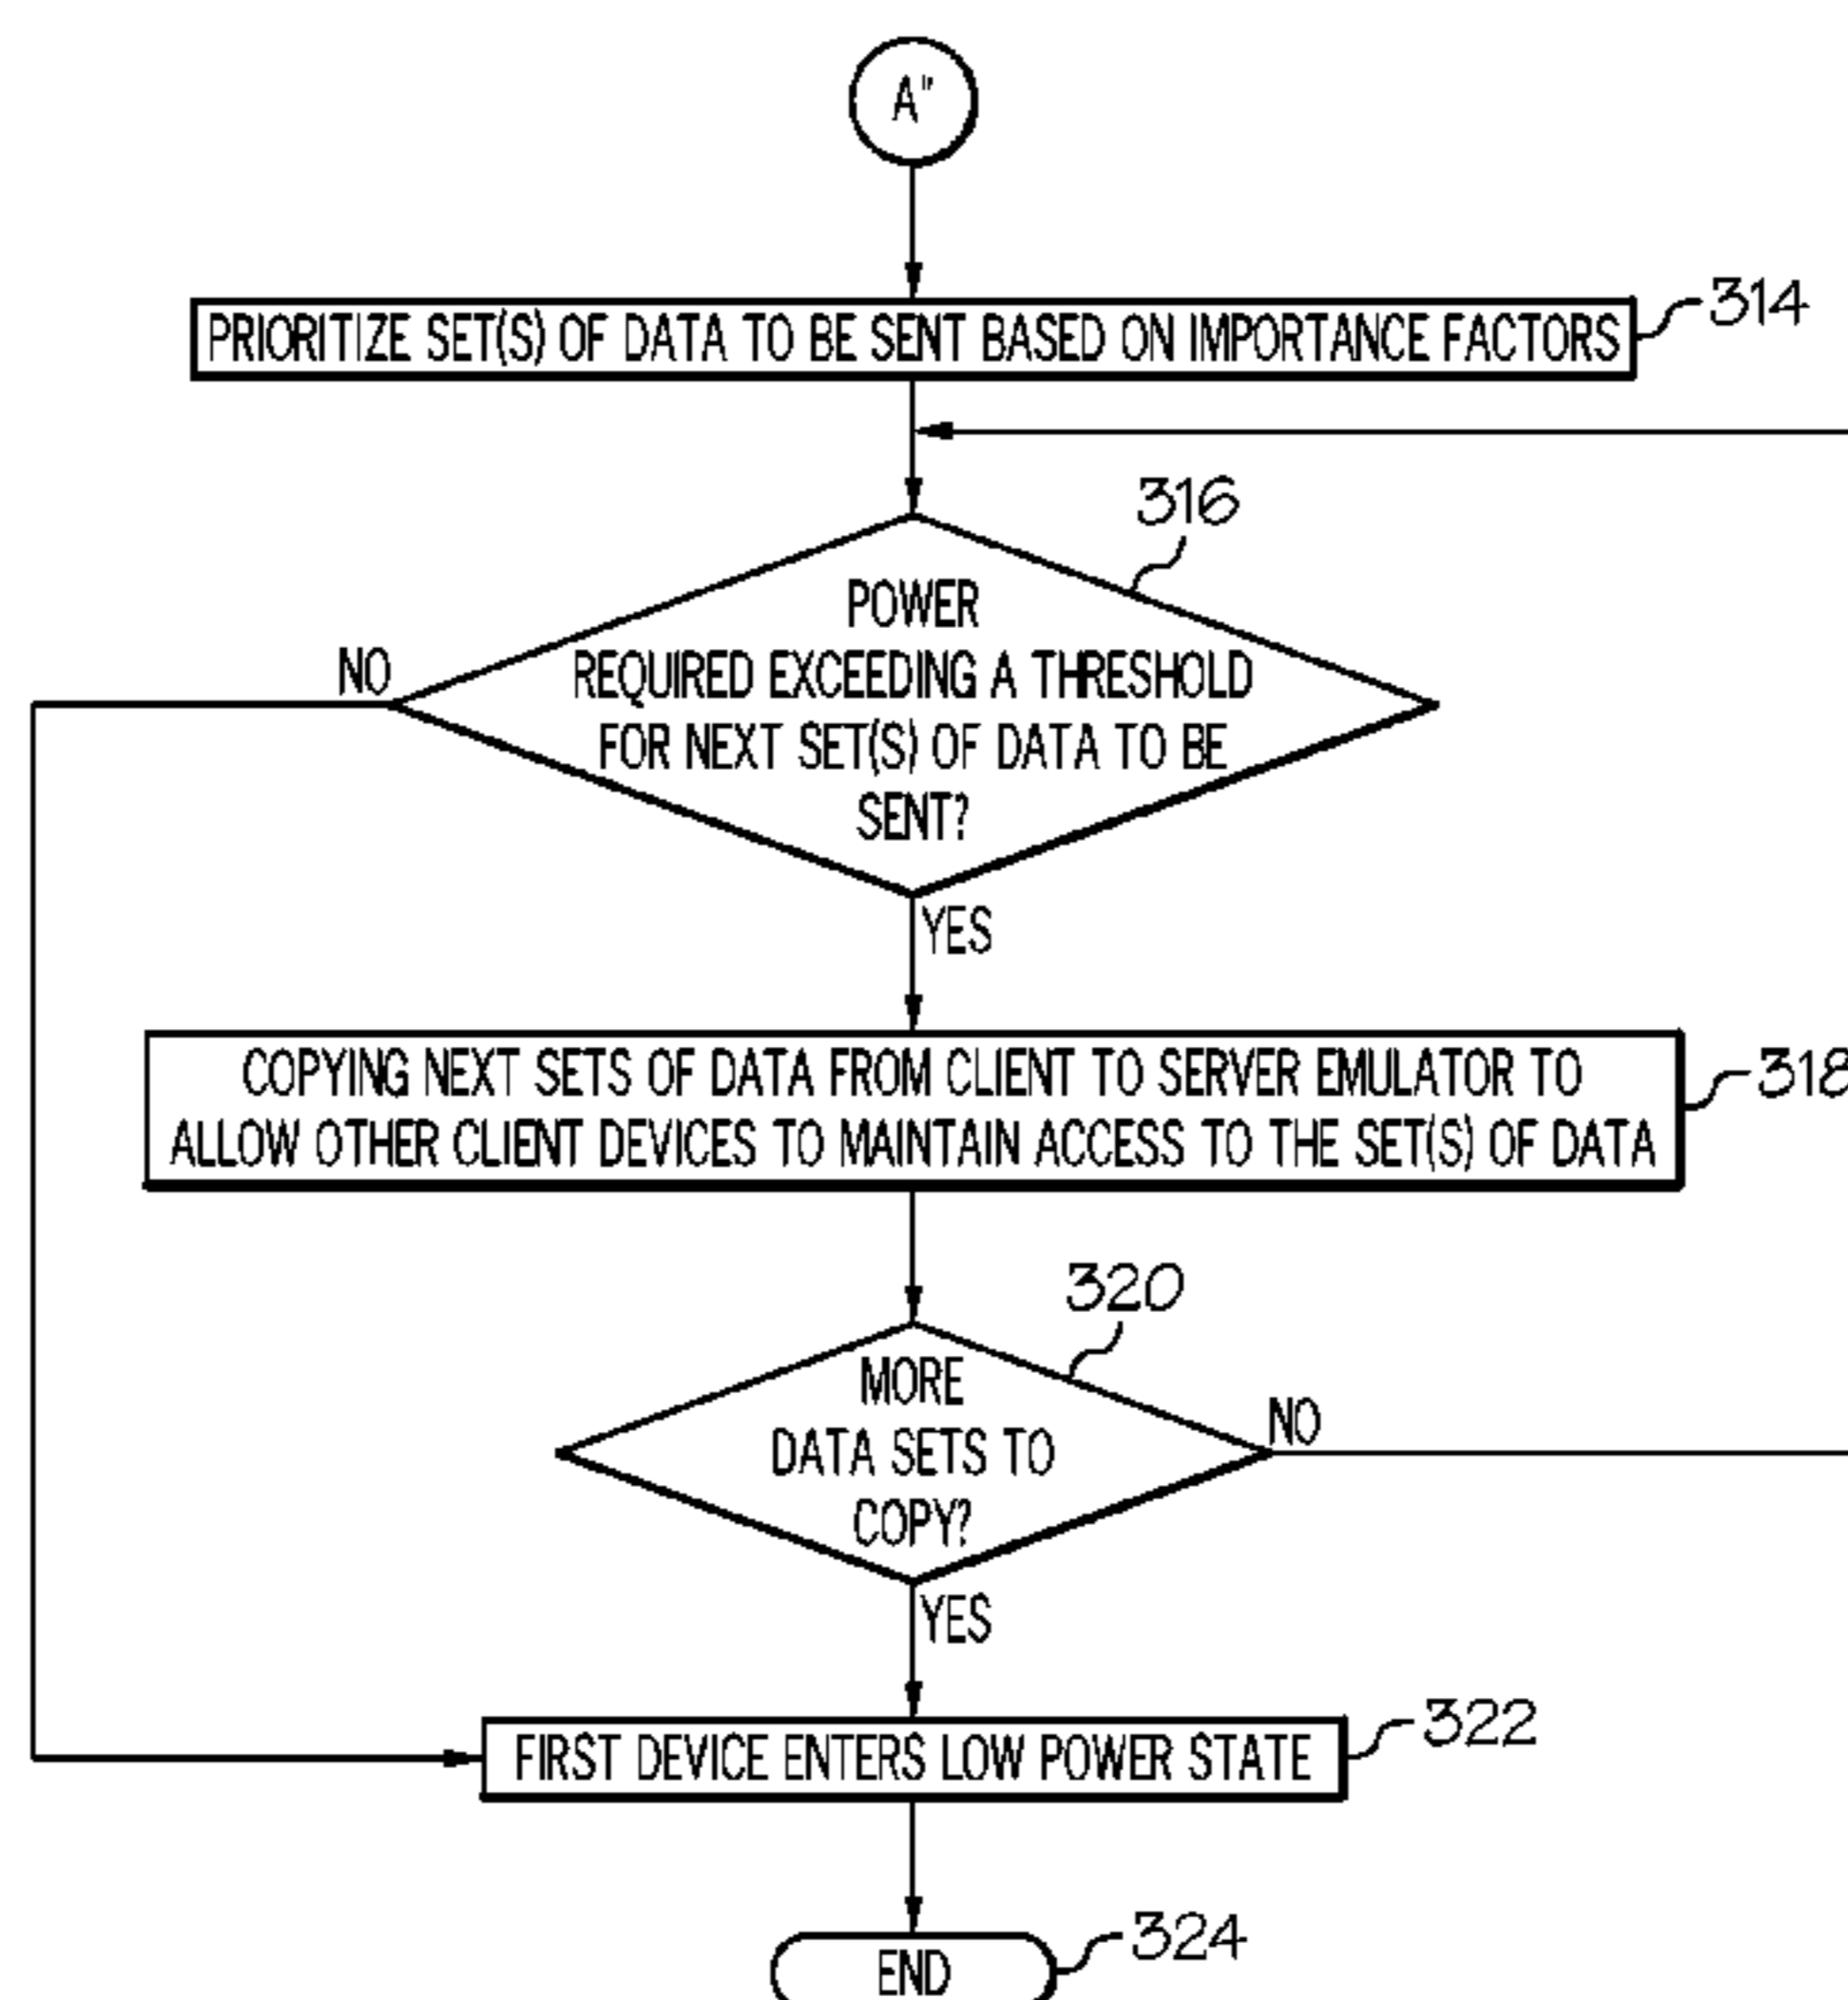 A"
PRIORITIZE SET(S) OF DATA TO BE SENT BASED ON IMPORTANCE FACTORS
314
316
POWER
REQUIRED EXCEEDING A THRESHOLD
FOR NEXT SET(S) OF DATA TO BE
SENT?
NO
YES
COPYING NEXT SETS OF DATA FROM CLIENT TO SERVER EMULATOR TO
ALLOW OTHER CLIENT DEVICES TO MAINTAIN ACCESS TO THE SET(S) OF DATA
318
320
MORE
DATA SETS TO
COPY?
NO
YES
FIRST DEVICE ENTERS LOW POWER STATE
322
END
324